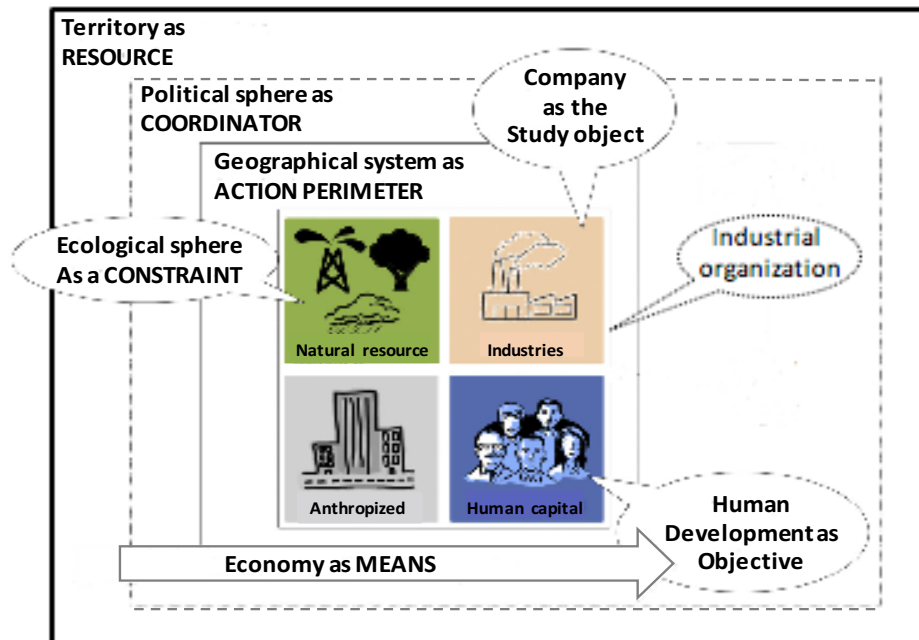 Territory as
RESOURCE
Political sphere as
COORDINATOR
Company
as the
Study object
Geographical system as
ACTION PERIMETER
Ecological sphere
As a CONSTRAINT
Industrial
organization
Natural resource
Industries
Anthropized
Human capital
Human
Development as
Objective
Economy as MEANS